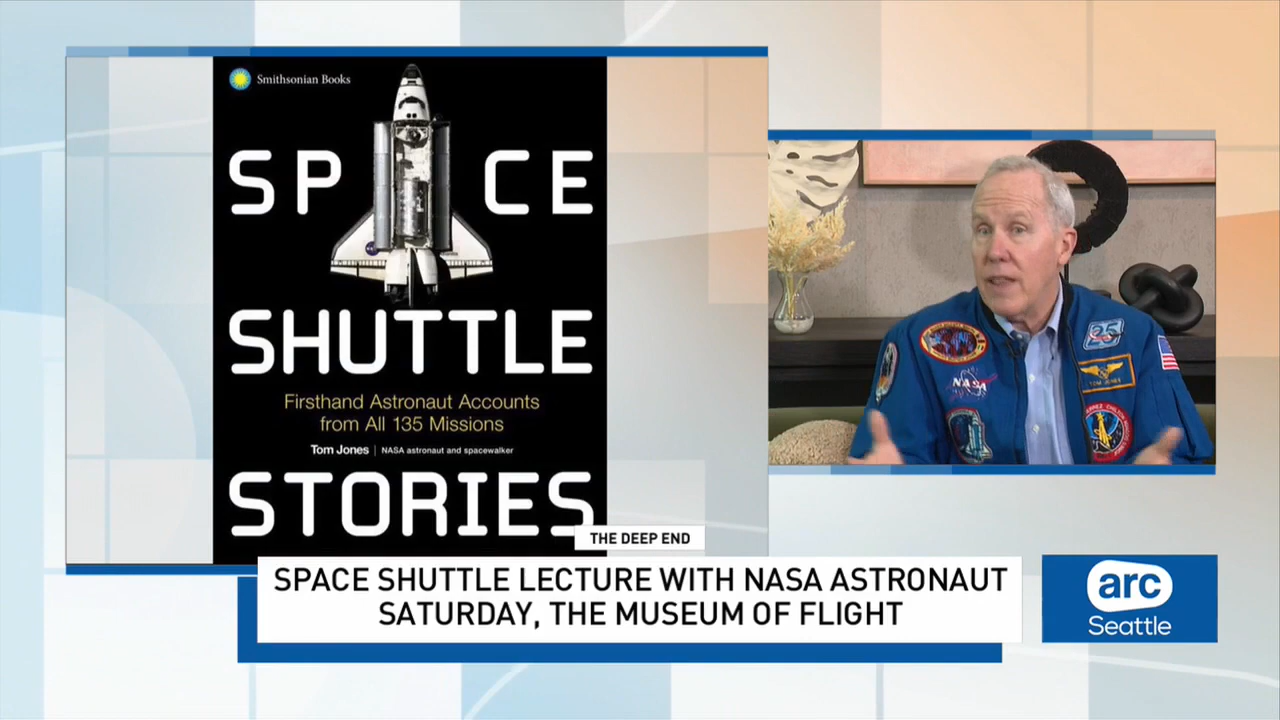 Smithsonian Books
SP CE
SHUTTLE
Firsthand Astronaut Accounts
from All 135 Missions
Tom Jones | NASA astronaut and spacewalker
STORIES
NASA
25
TOM JONES
THE DEEP END
SPACE SHUTTLE LECTURE WITH NASA ASTRONAUT
SATURDAY, THE MUSEUM OF FLIGHT
arc
Seattle